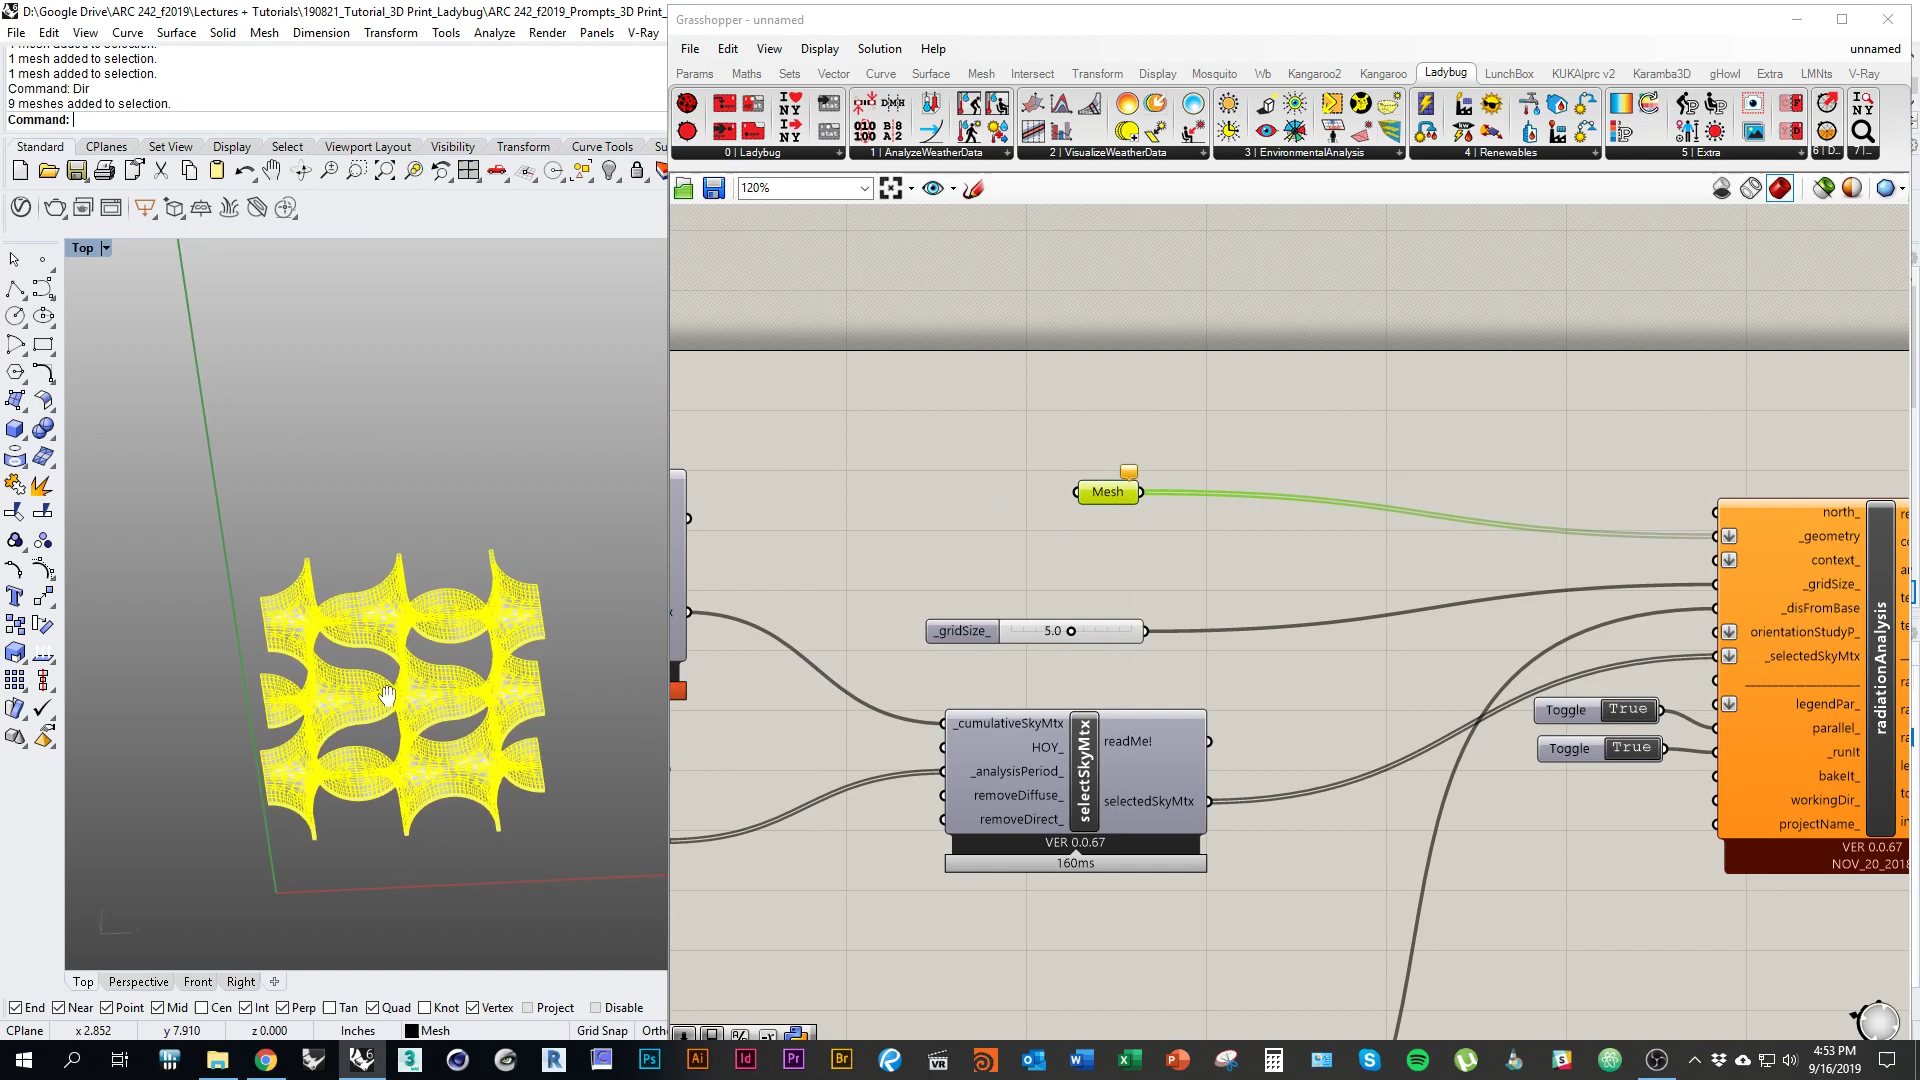 D:\Google Drive\ARC 242_f2019\Lectures + Tutorials\190821_Tutorial_3D Print_Ladybug\ARC 242_f2019_Prompts_3D Print_
File Edit View Curve Surface Solid Mesh Dimension Transform Tools Analyze Render Panels V-Ray
1 mesh added to selection.
1 mesh added to selection.
Command: Dir
9 meshes added to selection.
Command:
Standard CPlanes Set View Display Select Viewport Layout Visibility Transform Curve Tools Su
Top
Grasshopper - unnamed
File Edit View Display Solution Help unnamed
Params Maths Sets Vector Curve Surface Mesh Intersect Transform Display Mosquito Wb Kangaroo2 Kangaroo Ladybug LunchBox KUKA|prc v2 Karamba3D gHowl Extra LMNts V-Ray
0 | Ladybug 1 | AnalyzeWeatherData 2 | VisualizeWeatherData 3 | EnvironmentalAnalysis 4 | Renewables 5 | Extra 6 | D... 7 | ...
120%
Mesh
_gridSize_ 5.0
_cumulativeSkyMtx
HOY_
_analysisPeriod_
removeDiffuse_
removeDirect_
selectSkyMtx
readMe!
selectedSkyMtx
VER 0.0.67
160ms
Toggle True
Toggle True
north_
_geometry
context_
_gridSize_
_disFromBase
orientationStudyP_
_selectedSkyMtx
legendPar_
parallel_
_runIt
bakeIt_
workingDir_
projectName_
radiationAnalysis
VER 0.0.67
NOV_20_2018
Top Perspective Front Right
End Near Point Mid Cen Int Perp Tan Quad Knot Vertex Project Disable
CPlane x 2.852 y 7.910 z 0.000 Inches Mesh Grid Snap Ortho
4:53 PM
9/16/2019